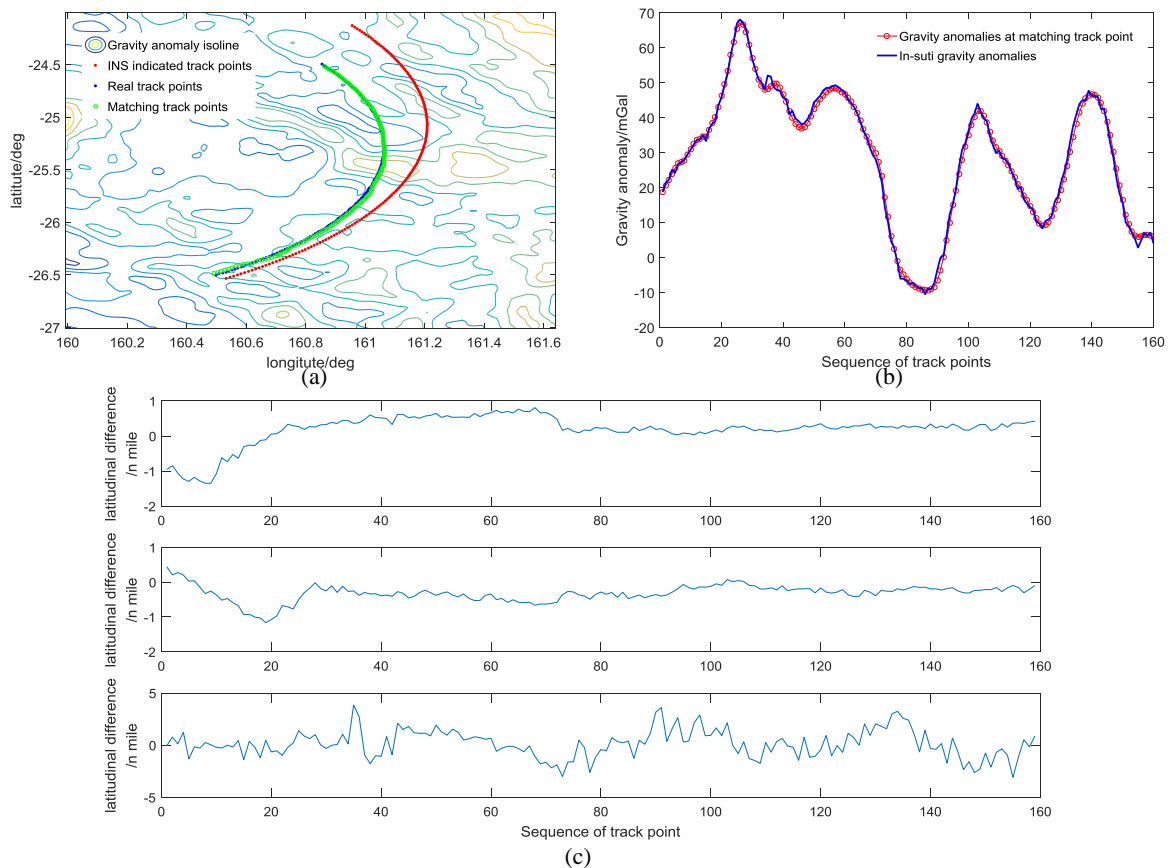 Gravity anomaly isoline
INS indicated track points
Real track points
Matching track points
-24.5
-25
-25.5
-26
-26.5
-27
latitute/deg
160 160.2 160.4 160.6 160.8 161 161.2 161.4 161.6
longitute/deg
(a)
Gravity anomalies at matching track point
In-suti gravity anomalies
70
60
50
40
30
20
10
0
-10
-20
Gravity anomaly/mGal
0 20 40 60 80 100 120 140 160
Sequence of track points
(b)
latitudinal difference
/n mile
1
0
-1
-2
0 20 40 60 80 100 120 140 160
latitudinal difference
/n mile
1
0
-1
-2
0 20 40 60 80 100 120 140 160
latitudinal difference
/n mile
5
0
-5
0 20 40 60 80 100 120 140 160
Sequence of track point
(c)